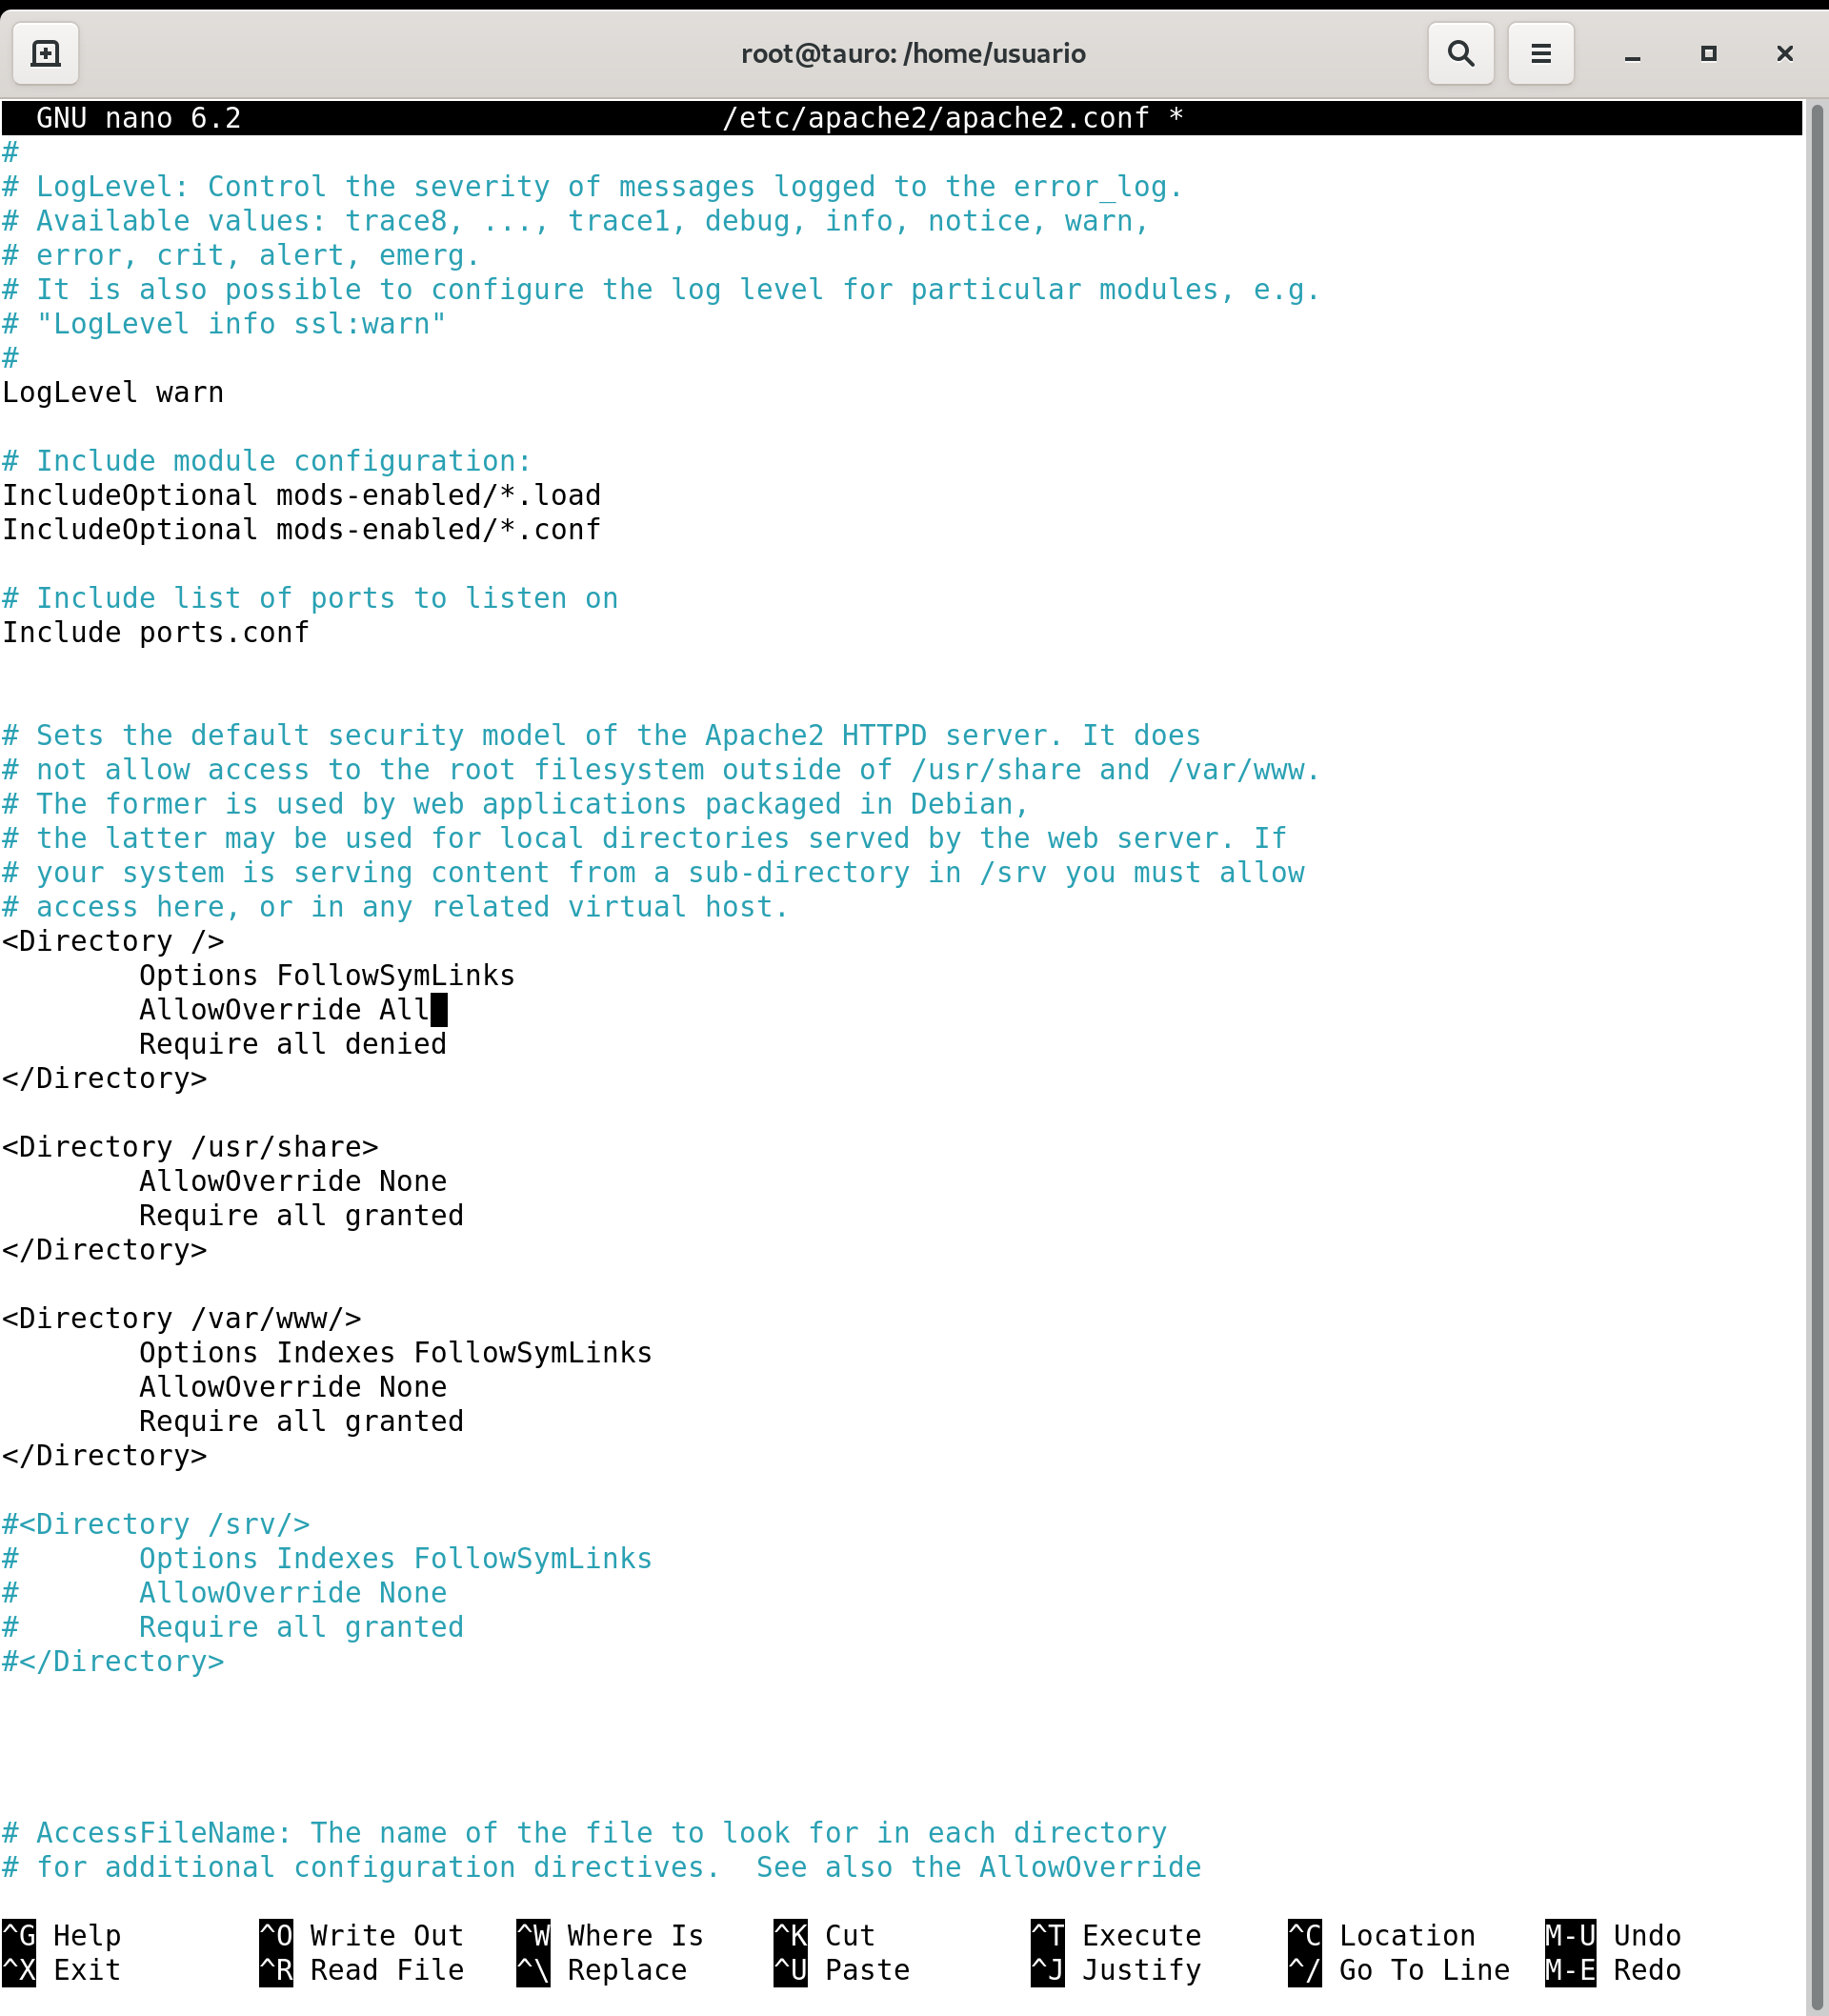 root@tauro: /home/usuario
GNU nano 6.2 /etc/apache2/apache2.conf *
#
# LogLevel: Control the severity of messages logged to the error_log.
# Available values: trace8, ..., trace1, debug, info, notice, warn,
# error, crit, alert, emerg.
# It is also possible to configure the log level for particular modules, e.g.
# "LogLevel info ssl:warn"
#
LogLevel warn

# Include module configuration:
IncludeOptional mods-enabled/*.load
IncludeOptional mods-enabled/*.conf

# Include list of ports to listen on
Include ports.conf


# Sets the default security model of the Apache2 HTTPD server. It does
# not allow access to the root filesystem outside of /usr/share and /var/www.
# The former is used by web applications packaged in Debian,
# the latter may be used for local directories served by the web server. If
# your system is serving content from a sub-directory in /srv you must allow
# access here, or in any related virtual host.
<Directory />
        Options FollowSymLinks
        AllowOverride All
        Require all denied
</Directory>

<Directory /usr/share>
        AllowOverride None
        Require all granted
</Directory>

<Directory /var/www/>
        Options Indexes FollowSymLinks
        AllowOverride None
        Require all granted
</Directory>

#<Directory /srv/>
#       Options Indexes FollowSymLinks
#       AllowOverride None
#       Require all granted
#</Directory>




# AccessFileName: The name of the file to look for in each directory
# for additional configuration directives.  See also the AllowOverride

^G Help ^O Write Out ^W Where Is ^K Cut ^T Execute ^C Location M-U Undo
^X Exit ^R Read File ^\ Replace ^U Paste ^J Justify ^/ Go To Line M-E Redo